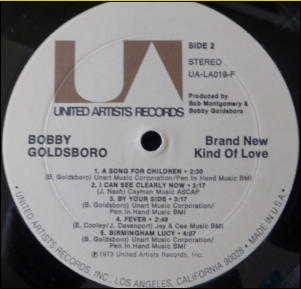 UA
SIDE 2
STEREO
UA-LA019-F
Produced by
Bob Montgomery &
Bobby Goldsboro
UNITED ARTISTS RECORDS
BOBBY
GOLDSBORO
Brand New
Kind Of Love
1. A SONG FOR CHILDREN • 2:30
(B. Goldsboro) Unart Music Corporation/Pen In Hand Music BMI
2. I CAN SEE CLEARLY NOW • 3:17
(J. Nash) Cayman Music ASCAP
3. BY YOUR SIDE • 3:17
(B. Goldsboro) Unart Music Corporation/
Pen In Hand Music BMI
4. FEVER • 2:49
(E. Cooley/J. Davenport) Jay & Cee Music BMI
5. BIRMINGHAM LUCY • 4:07
(B. Goldsboro) Unart Music Corporation/
Pen In Hand Music BMI
℗ 1973 United Artists Records, Inc.
• UNITED ARTISTS RECORDS, INC., LOS ANGELES, CALIFORNIA 90028 • MADE IN U.S.A. •